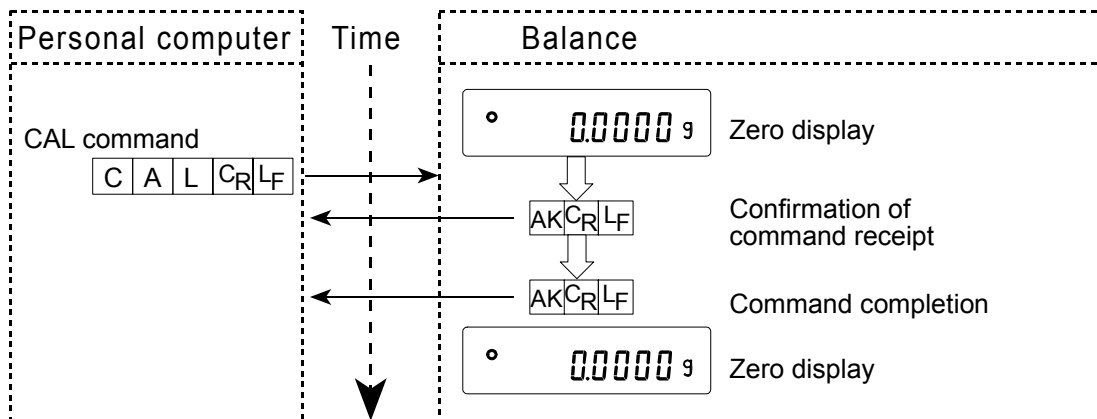 Personal computer Time Balance
0.0000 g Zero display
CAL command
C A L CR LF
AK CR LF Confirmation of
command receipt
AK CR LF Command completion
0.0000 g Zero display